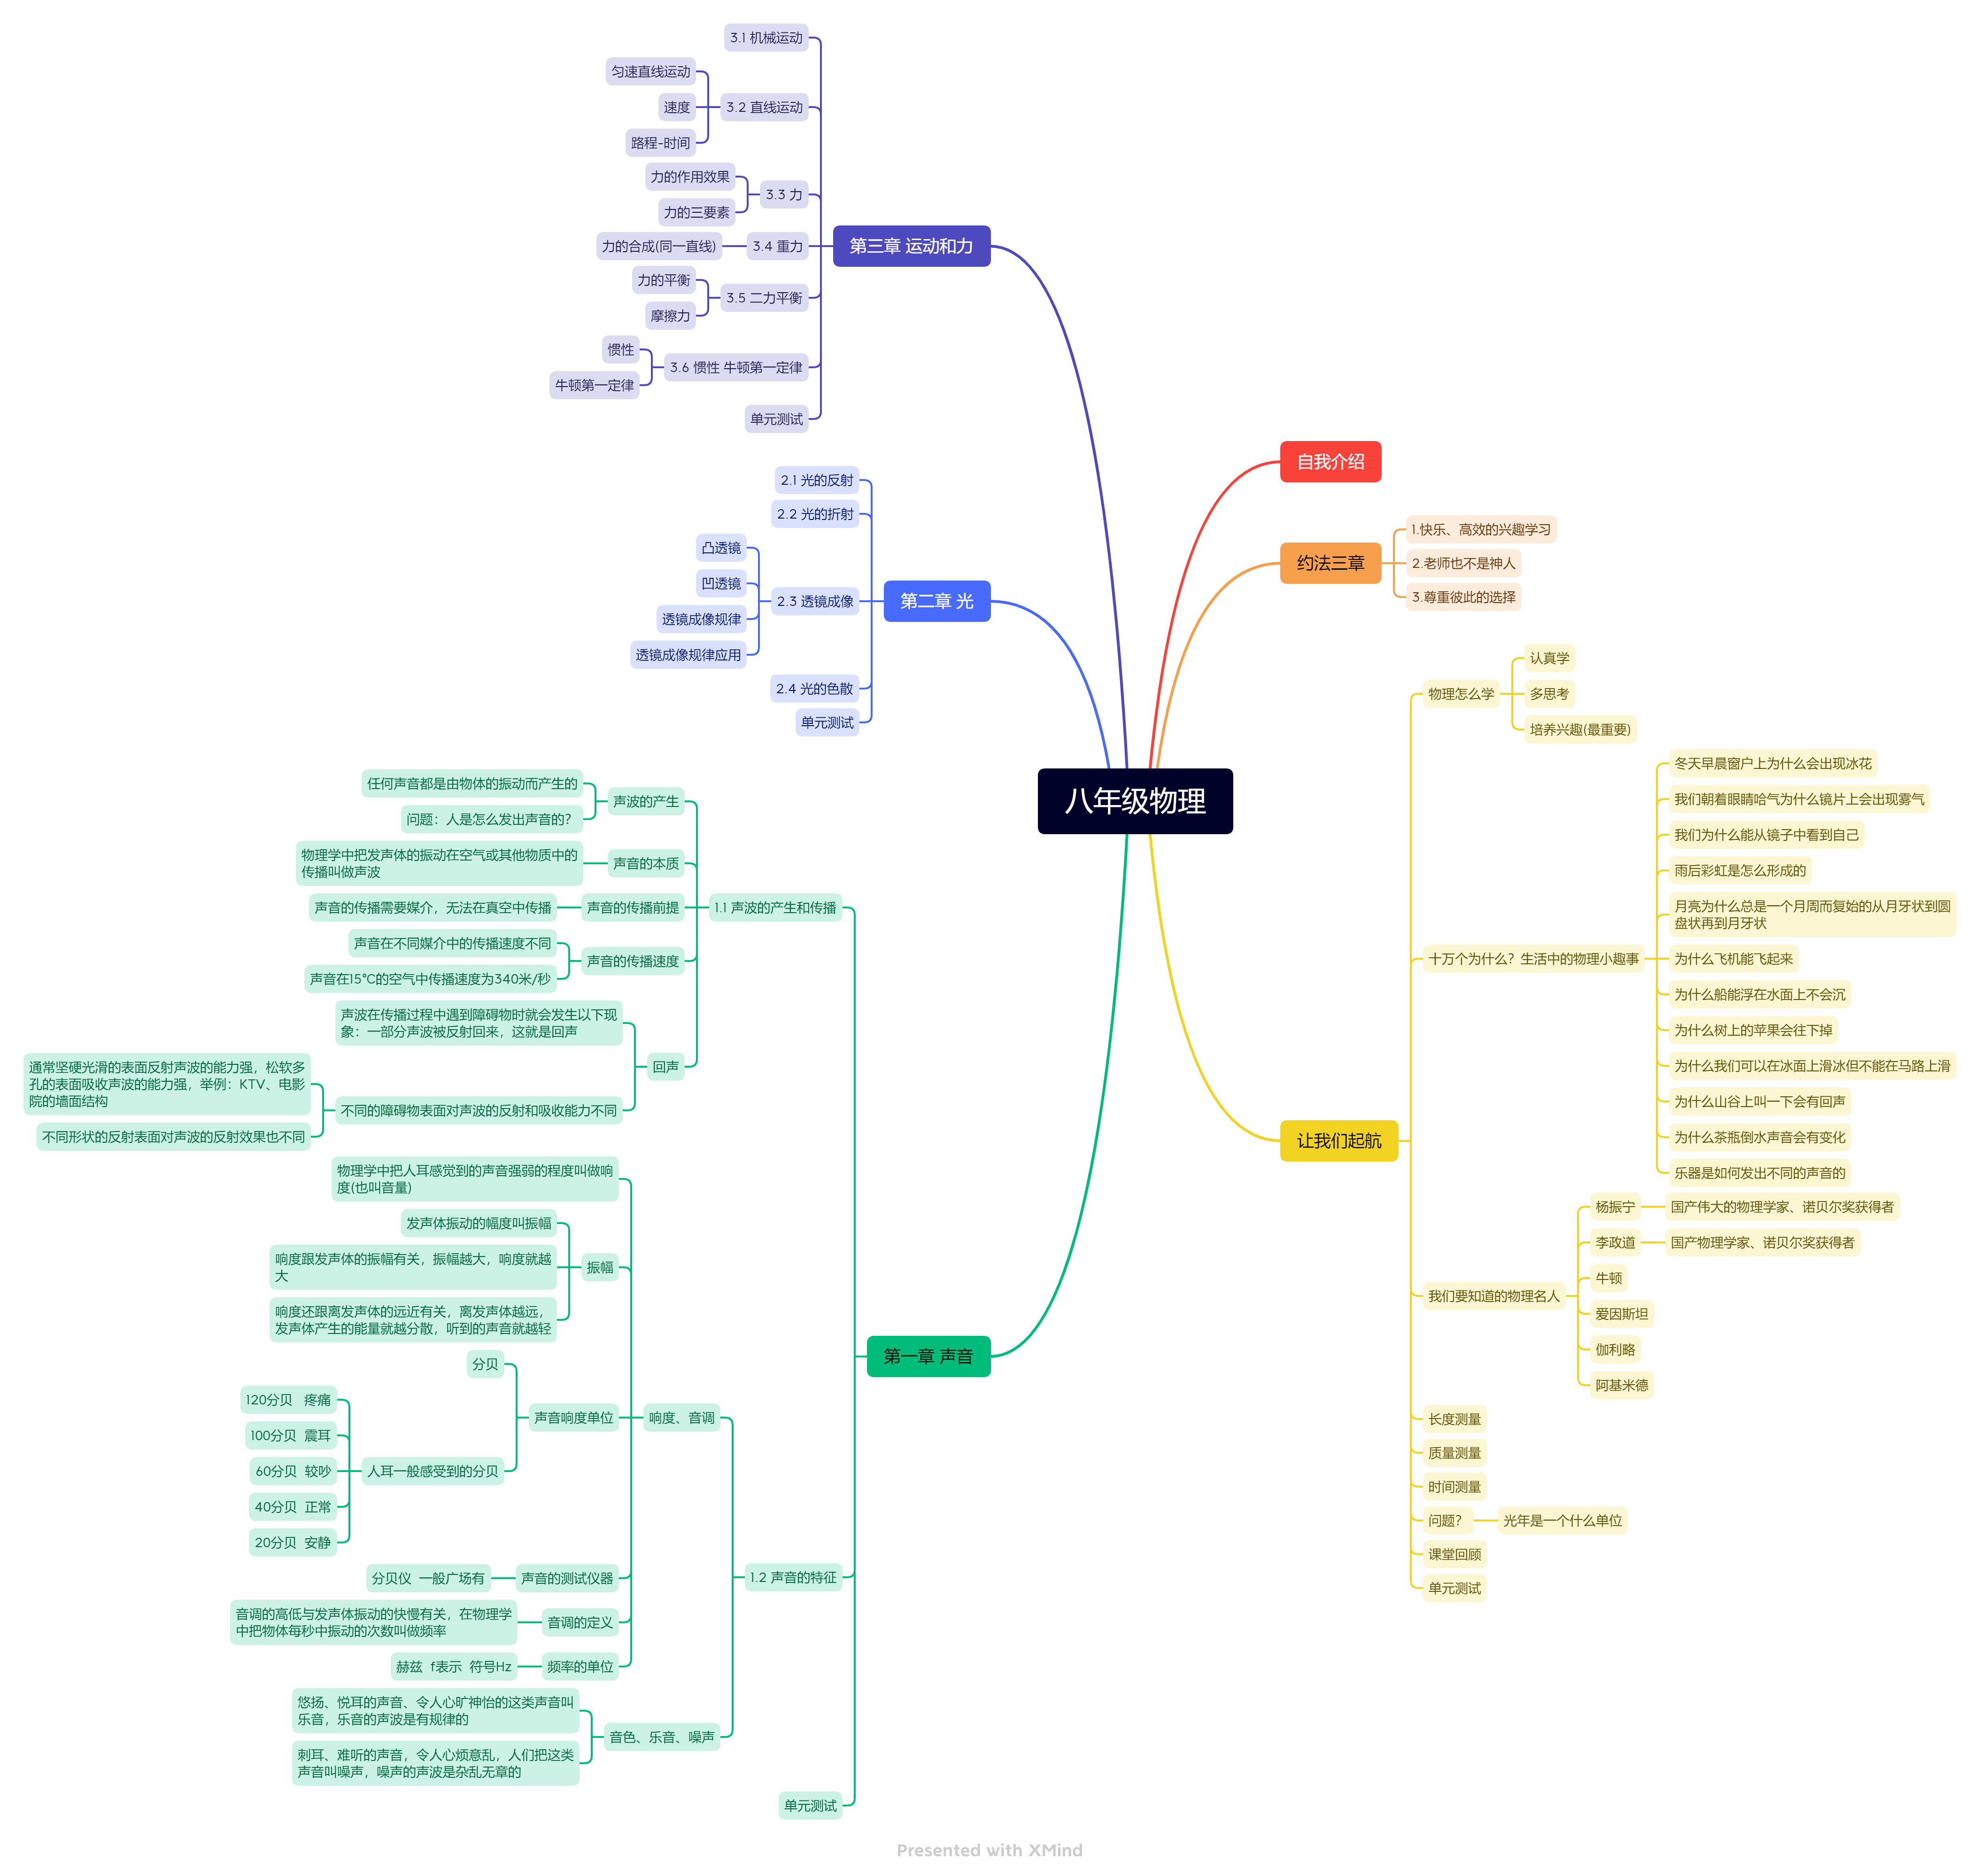 八年级物理
自我介绍
约法三章
1.快乐、高效的兴趣学习
2.老师也不是神人
3.尊重彼此的选择
让我们起航
物理怎么学
认真学
多思考
培养兴趣(最重要)
十万个为什么？生活中的物理小趣事
冬天早晨窗户上为什么会出现冰花
我们朝着眼睛哈气为什么镜片上会出现雾气
我们为什么能从镜子中看到自己
雨后彩虹是怎么形成的
月亮为什么总是一个月周而复始的从月牙状到圆
盘状再到月牙状
为什么飞机能飞起来
为什么船能浮在水面上不会沉
为什么树上的苹果会往下掉
为什么我们可以在冰面上滑冰但不能在马路上滑
为什么山谷上叫一下会有回声
为什么茶瓶倒水声音会有变化
乐器是如何发出不同的声音的
我们要知道的物理名人
杨振宁
国产伟大的物理学家、诺贝尔奖获得者
李政道
国产物理学家、诺贝尔奖获得者
牛顿
爱因斯坦
伽利略
阿基米德
长度测量
质量测量
时间测量
问题？
光年是一个什么单位
课堂回顾
单元测试
第一章 声音
1.1 声波的产生和传播
声波的产生
任何声音都是由物体的振动而产生的
问题：人是怎么发出声音的？
声音的本质
物理学中把发声体的振动在空气或其他物质中的
传播叫做声波
声音的传播前提
声音的传播需要媒介，无法在真空中传播
声音的传播速度
声音在不同媒介中的传播速度不同
声音在15℃的空气中传播速度为340米/秒
回声
声波在传播过程中遇到障碍物时就会发生以下现
象：一部分声波被反射回来，这就是回声
不同的障碍物表面对声波的反射和吸收能力不同
通常坚硬光滑的表面反射声波的能力强，松软多
孔的表面吸收声波的能力强，举例：KTV、电影
院的墙面结构
不同形状的反射表面对声波的反射效果也不同
1.2 声音的特征
响度、音调
物理学中把人耳感觉到的声音强弱的程度叫做响
度(也叫音量)
振幅
发声体振动的幅度叫振幅
响度跟发声体的振幅有关，振幅越大，响度就越
大
响度还跟离发声体的远近有关，离发声体越远，
发声体产生的能量就越分散，听到的声音就越轻
声音响度单位
分贝
人耳一般感受到的分贝
120分贝 疼痛
100分贝 震耳
60分贝 较吵
40分贝 正常
20分贝 安静
声音的测试仪器
分贝仪 一般广场有
音调的定义
音调的高低与发声体振动的快慢有关，在物理学
中把物体每秒中振动的次数叫做频率
频率的单位
赫兹 f表示 符号Hz
音色、乐音、噪声
悠扬、悦耳的声音、令人心旷神怡的这类声音叫
乐音，乐音的声波是有规律的
刺耳、难听的声音，令人心烦意乱，人们把这类
声音叫噪声，噪声的声波是杂乱无章的
单元测试
第二章 光
2.1 光的反射
2.2 光的折射
2.3 透镜成像
凸透镜
凹透镜
透镜成像规律
透镜成像规律应用
2.4 光的色散
单元测试
第三章 运动和力
3.1 机械运动
3.2 直线运动
匀速直线运动
速度
路程-时间
3.3 力
力的作用效果
力的三要素
3.4 重力
力的合成(同一直线)
3.5 二力平衡
力的平衡
摩擦力
3.6 惯性 牛顿第一定律
惯性
牛顿第一定律
单元测试
Presented with XMind